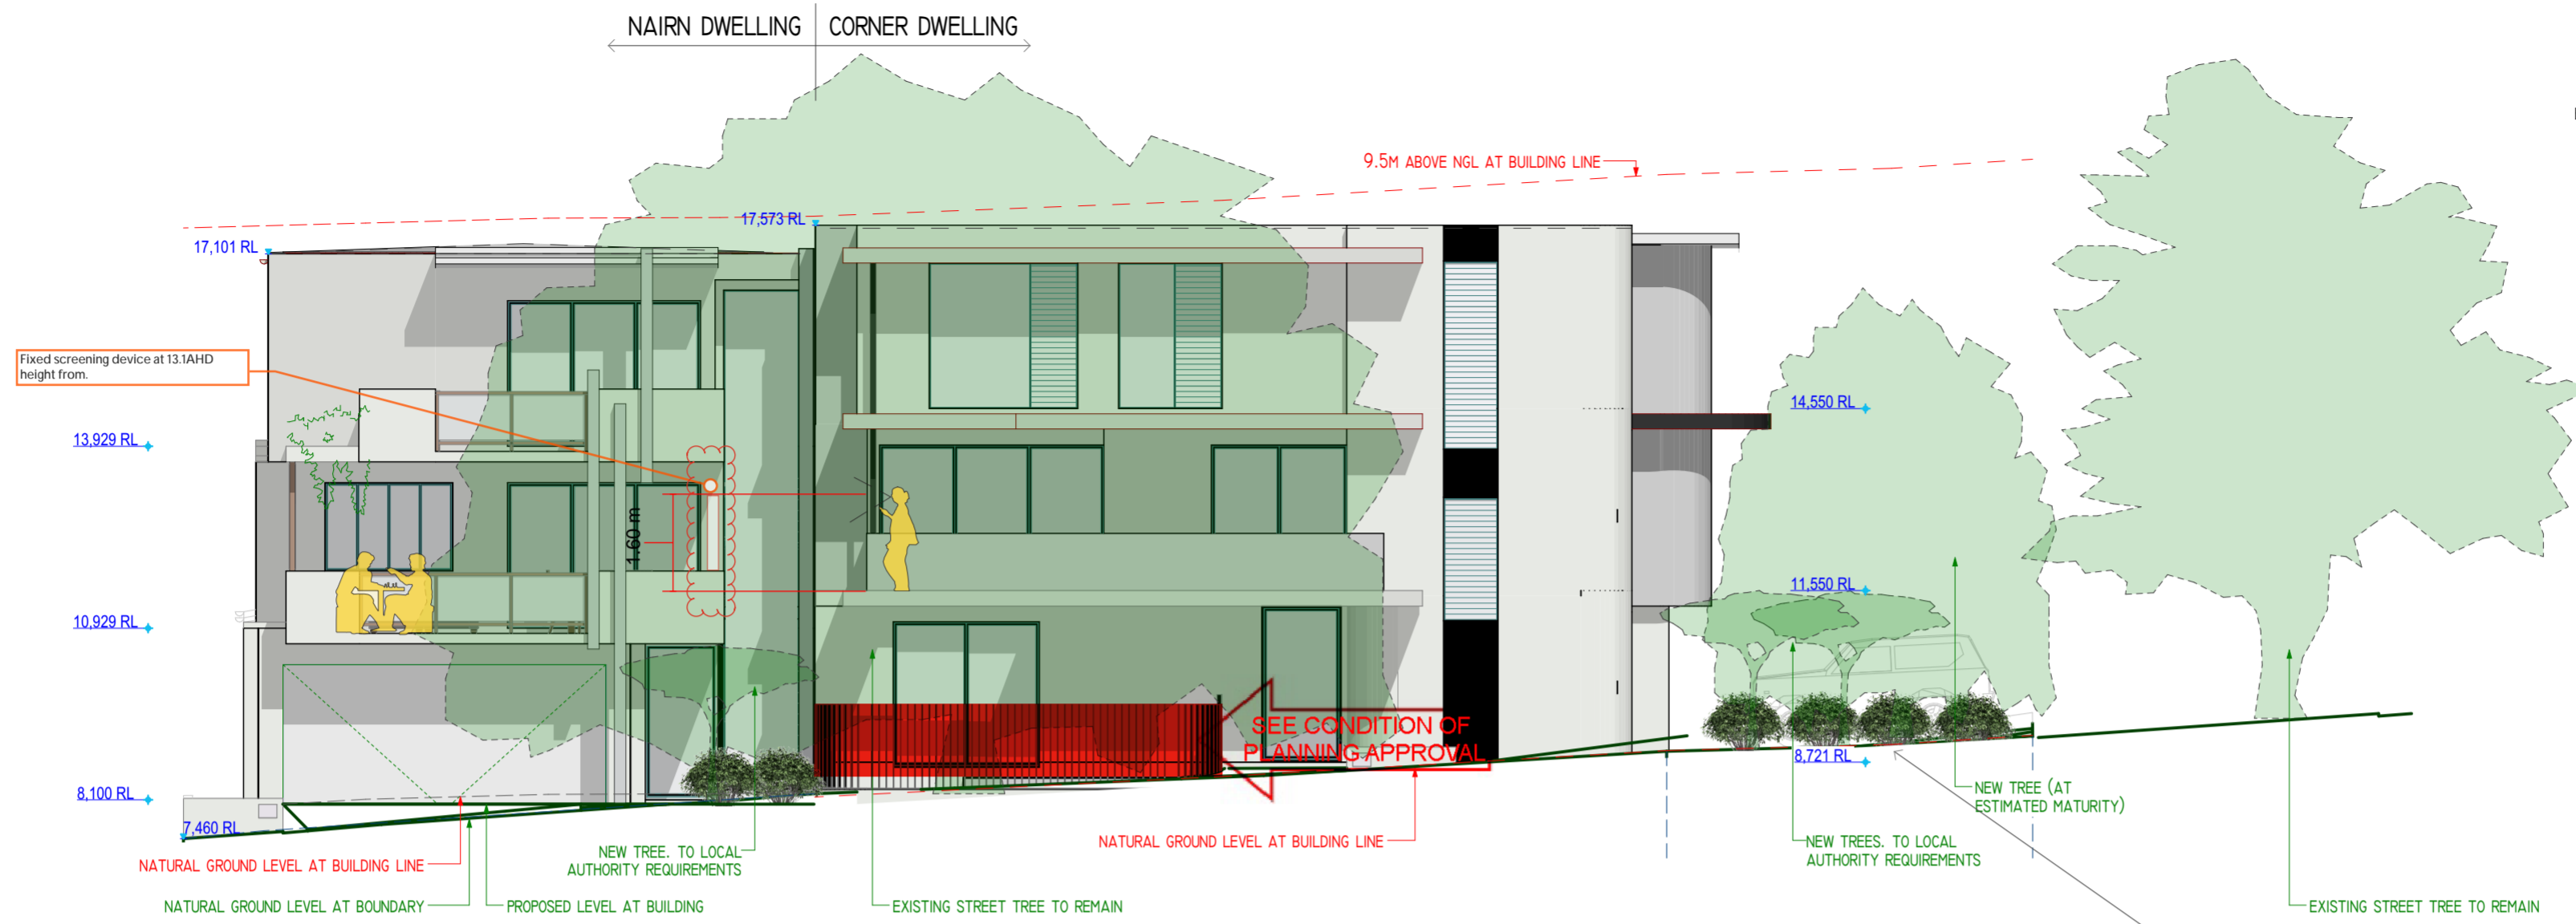 NAIRN DWELLING
CORNER DWELLING
9.5M ABOVE NGL AT BUILDING LINE
17,573 RL
17,101 RL
Fixed screening device at 13.1AHD
height from.
14,550 RL
13,929 RL
1.60 m
11,550 RL
10,929 RL
SEE CONDITION OF
PLANNING APPROVAL
8,721 RL
8,100 RL
NEW TREE (AT
ESTIMATED MATURITY)
7,460 RL
NATURAL GROUND LEVEL AT BUILDING LINE
NEW TREE. TO LOCAL
AUTHORITY REQUIREMENTS
NATURAL GROUND LEVEL AT BUILDING LINE
NEW TREES. TO LOCAL
AUTHORITY REQUIREMENTS
NATURAL GROUND LEVEL AT BOUNDARY
PROPOSED LEVEL AT BUILDING
EXISTING STREET TREE TO REMAIN
EXISTING STREET TREE TO REMAIN